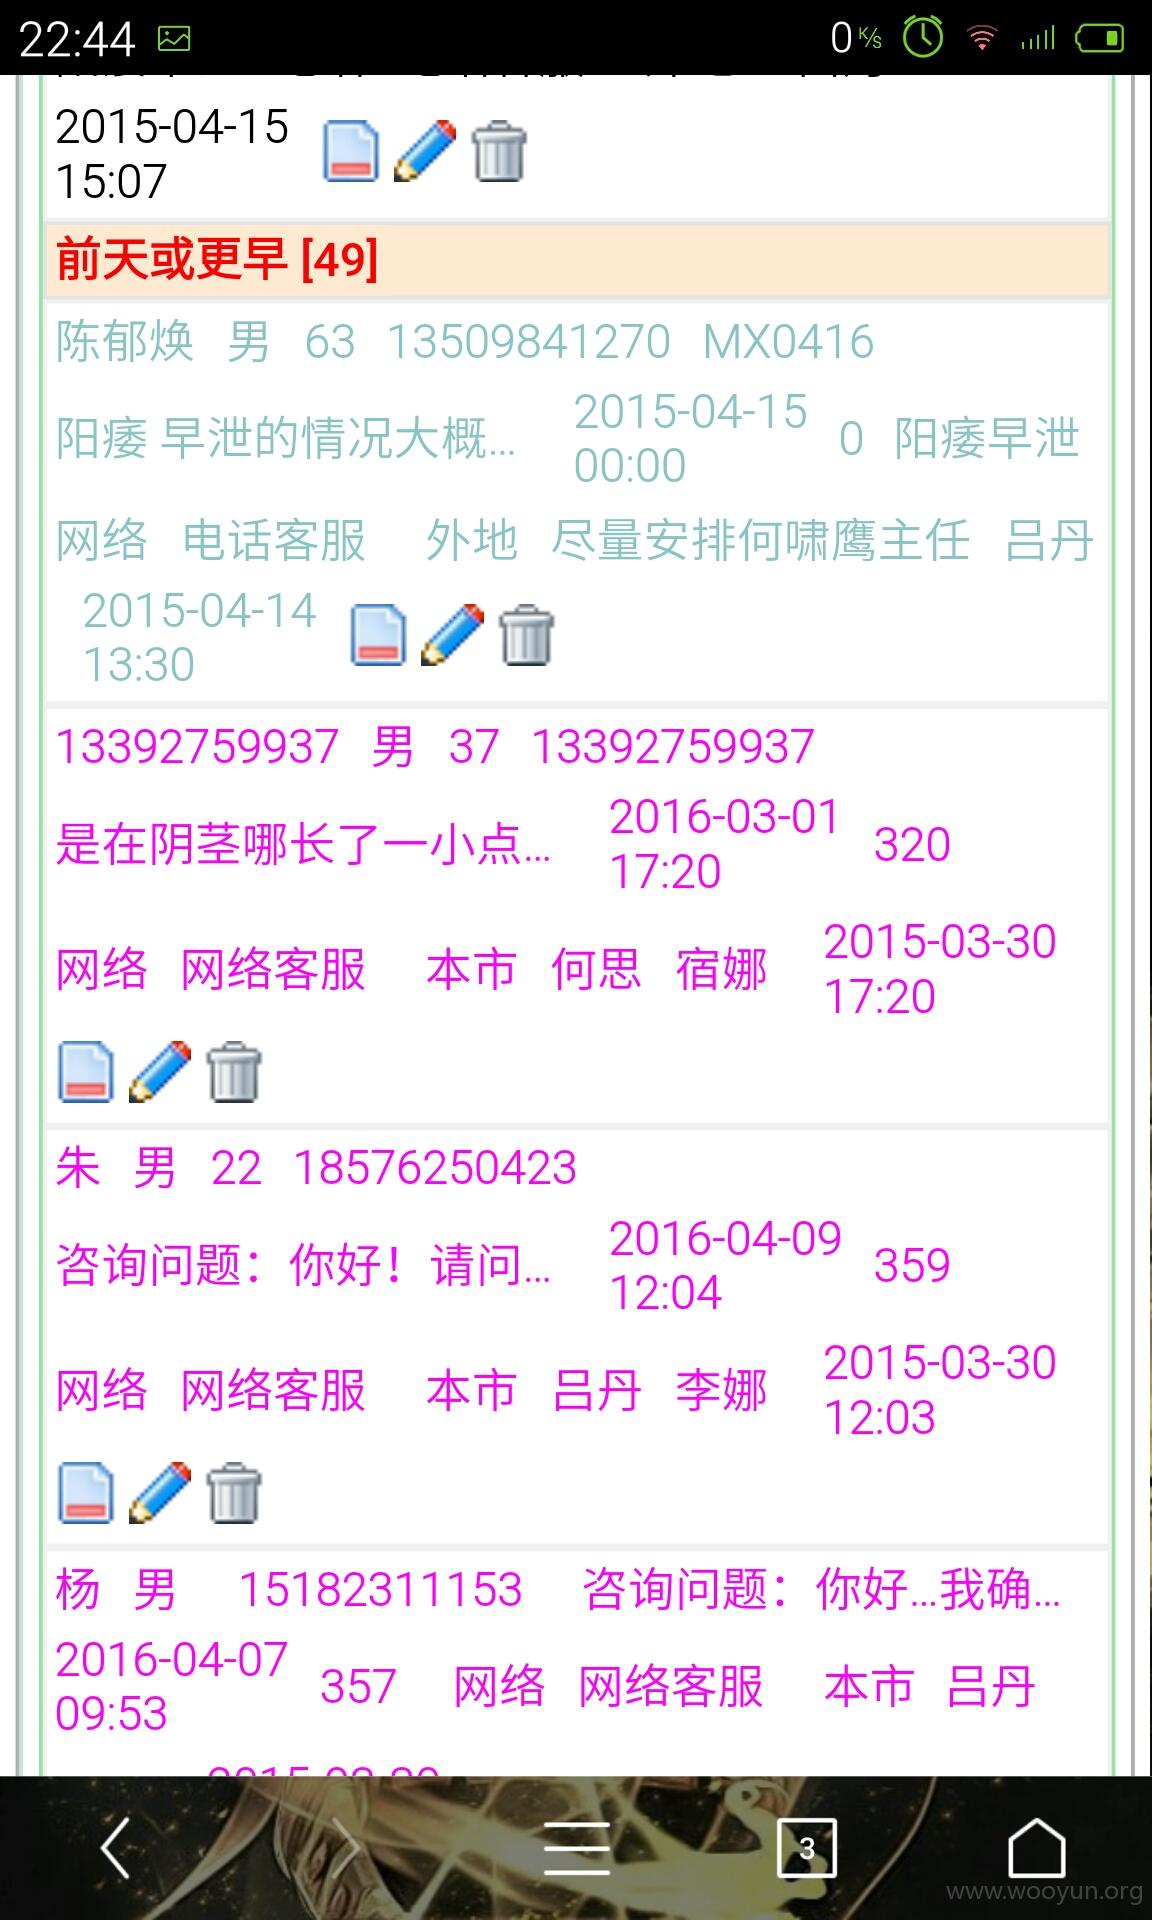 22:44
0 K/s
2015-04-15
15:07
前天或更早 [49]
陈郁焕 男 63 13509841270 MX0416
阳痿 早泄的情况大概... 2015-04-15 00:00 0 阳痿早泄
网络 电话客服 外地 尽量安排何啸鹰主任 吕丹
2015-04-14
13:30
13392759937 男 37 13392759937
是在阴茎哪长了一小点... 2016-03-01 17:20 320
网络 网络客服 本市 何思 宿娜 2015-03-30 17:20
朱 男 22 18576250423
咨询问题：你好！请问... 2016-04-09 12:04 359
网络 网络客服 本市 吕丹 李娜 2015-03-30 12:03
杨 男 15182311153 咨询问题：你好...我确...
2016-04-07 09:53 357 网络 网络客服 本市 吕丹
3
www.wooyun.org